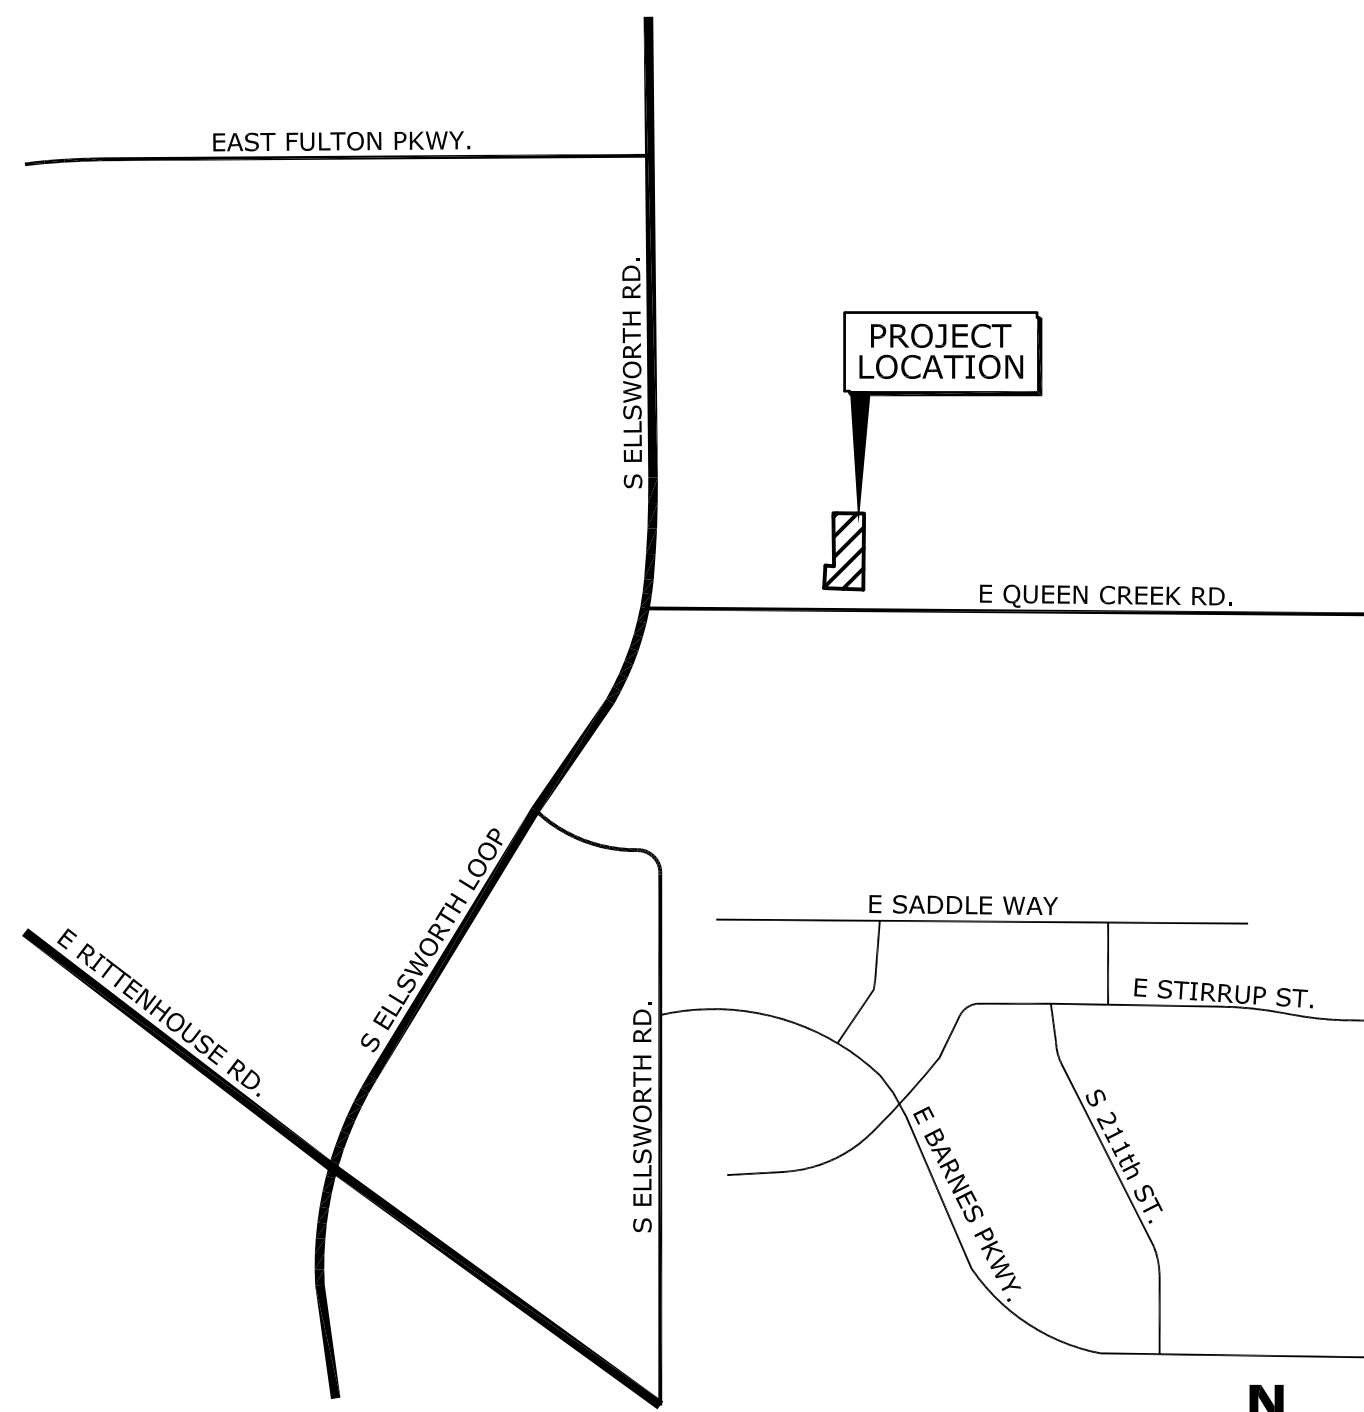 EAST FULTON PKWY.
S ELLSWORTH RD.
PROJECT
LOCATION
E QUEEN CREEK RD.
S ELLSWORTH LOOP
E RITTENHOUSE RD.
E SADDLE WAY
E STIRRUP ST.
S ELLSWORTH RD.
E BARNES PKWY.
S 211th ST.
N